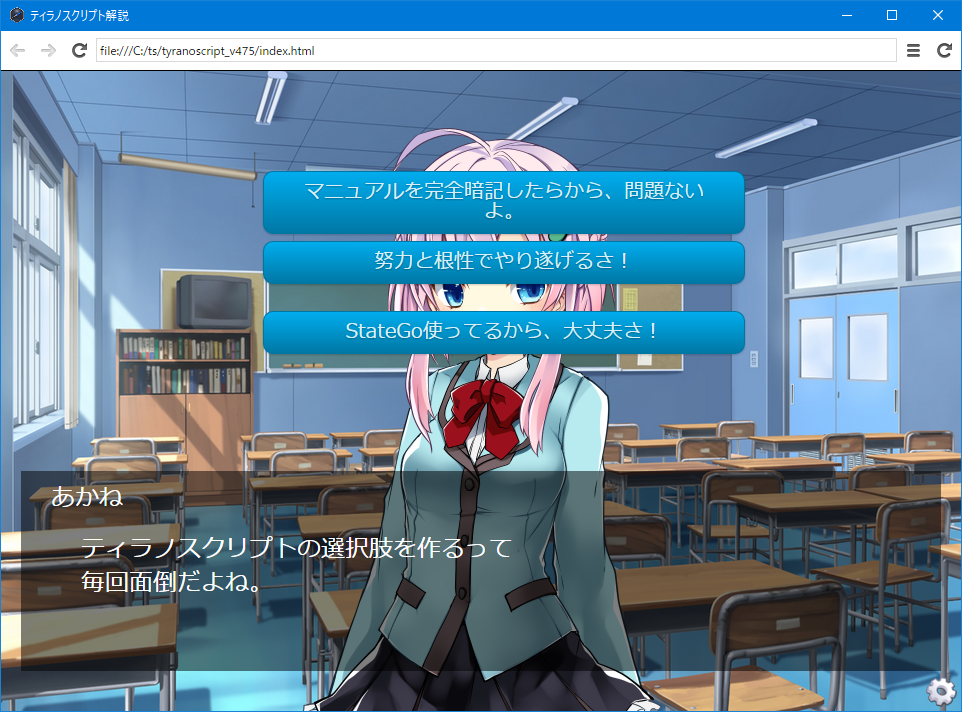 ティラノスクリプト解説
file:///C:/ts/tyranoscript_v475/index.html
マニュアルを完全暗記したらから、問題ない
よ。
努力と根性でやり遂げるさ！
StateGo使ってるから、大丈夫さ！
あかね
ティラノスクリプトの選択肢を作るって
毎回面倒だよね。